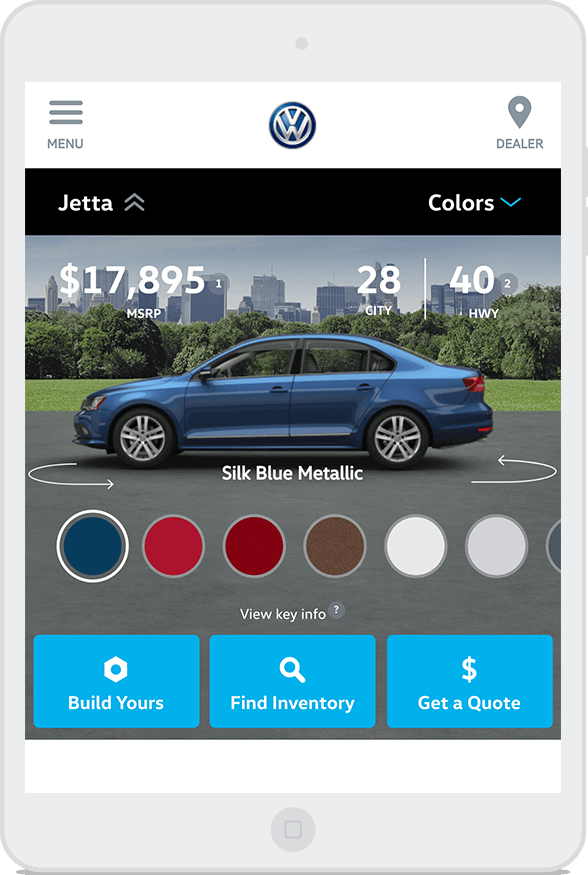 MENU
DEALER
Jetta
Colors
$17,895 1
MSRP
28
CITY
40 2
HWY
Silk Blue Metallic
View key info ?
Build Yours
Find Inventory
$
Get a Quote